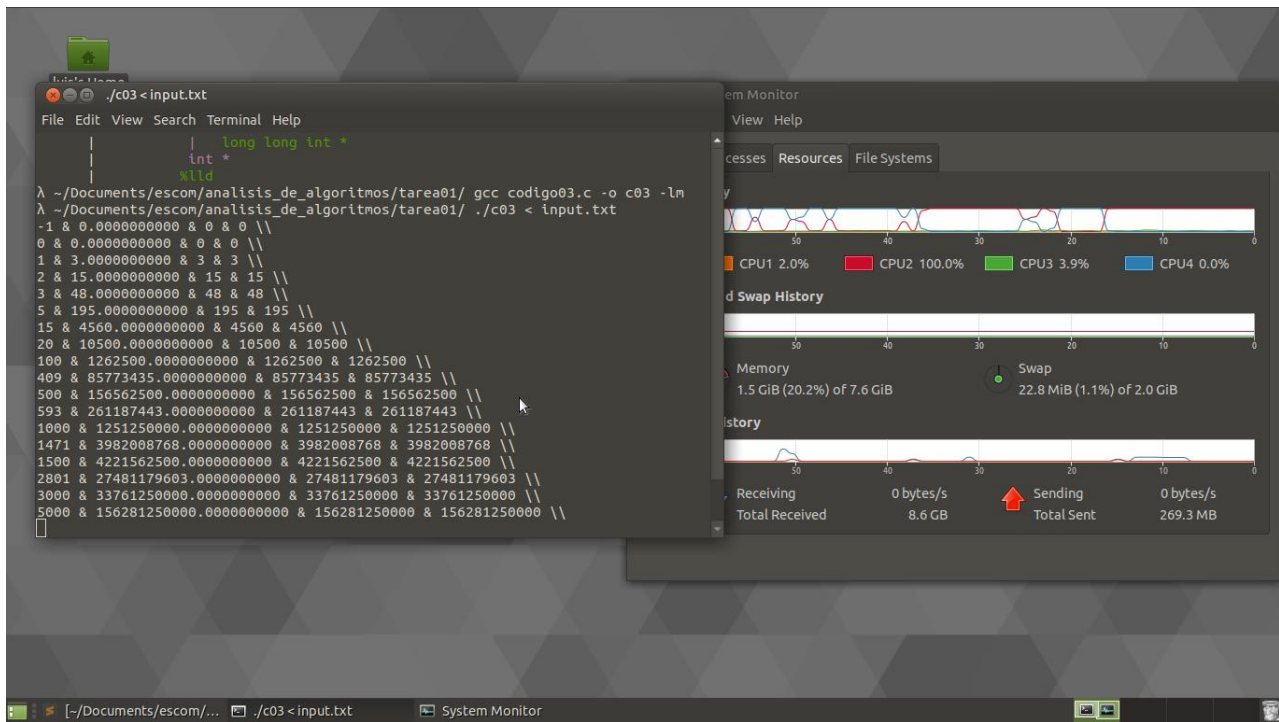 luis's Home
./c03 < input.txt
File Edit View Search Terminal Help
| | long long int *
| int *
| %lld
λ ~/Documents/escom/analisis_de_algoritmos/tarea01/ gcc codigo03.c -o c03 -lm
λ ~/Documents/escom/analisis_de_algoritmos/tarea01/ ./c03 < input.txt
-1 & 0.0000000000 & 0 & 0 \\
0 & 0.0000000000 & 0 & 0 \\
1 & 3.0000000000 & 3 & 3 \\
2 & 15.0000000000 & 15 & 15 \\
3 & 48.0000000000 & 48 & 48 \\
5 & 195.0000000000 & 195 & 195 \\
15 & 4560.0000000000 & 4560 & 4560 \\
20 & 10500.0000000000 & 10500 & 10500 \\
100 & 1262500.0000000000 & 1262500 & 1262500 \\
409 & 85773435.0000000000 & 85773435 & 85773435 \\
500 & 156562500.0000000000 & 156562500 & 156562500 \\
593 & 261187443.0000000000 & 261187443 & 261187443 \\
1000 & 1251250000.0000000000 & 1251250000 & 1251250000 \\
1471 & 3982008768.0000000000 & 3982008768 & 3982008768 \\
1500 & 4221562500.0000000000 & 4221562500 & 4221562500 \\
2801 & 27481179603.0000000000 & 27481179603 & 27481179603 \\
3000 & 33761250000.0000000000 & 33761250000 & 33761250000 \\
5000 & 156281250000.0000000000 & 156281250000 & 156281250000 \\
em Monitor
View Help
cesses Resources File Systems
y
50 40 30 20 10 0
CPU1 2.0% CPU2 100.0% CPU3 3.9% CPU4 0.0%
d Swap History
50 40 30 20 10 0
Memory
1.5 GiB (20.2%) of 7.6 GiB
Swap
22.8 MiB (1.1%) of 2.0 GiB
istory
50 40 30 20 10 0
Receiving 0 bytes/s
Total Received 8.6 GB
Sending 0 bytes/s
Total Sent 269.3 MB
[~/Documents/escom/... ./c03 < input.txt System Monitor